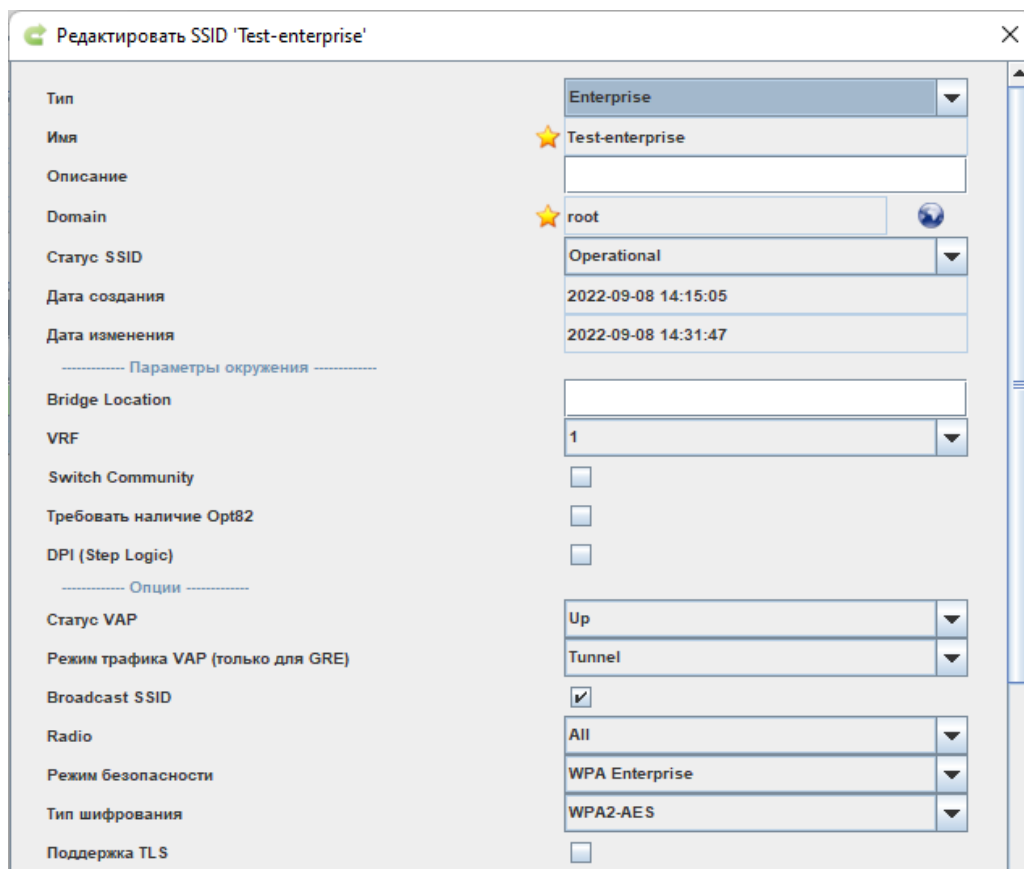 Редактировать SSID 'Test-enterprise'
Тип Enterprise
Имя Test-enterprise
Описание
Domain root
Статус SSID Operational
Дата создания 2022-09-08 14:15:05
Дата изменения 2022-09-08 14:31:47
------------- Параметры окружения -------------
Bridge Location
VRF 1
Switch Community
Требовать наличие Opt82
DPI (Step Logic)
------------- Опции -------------
Статус VAP Up
Режим трафика VAP (только для GRE) Tunnel
Broadcast SSID
Radio All
Режим безопасности WPA Enterprise
Тип шифрования WPA2-AES
Поддержка TLS